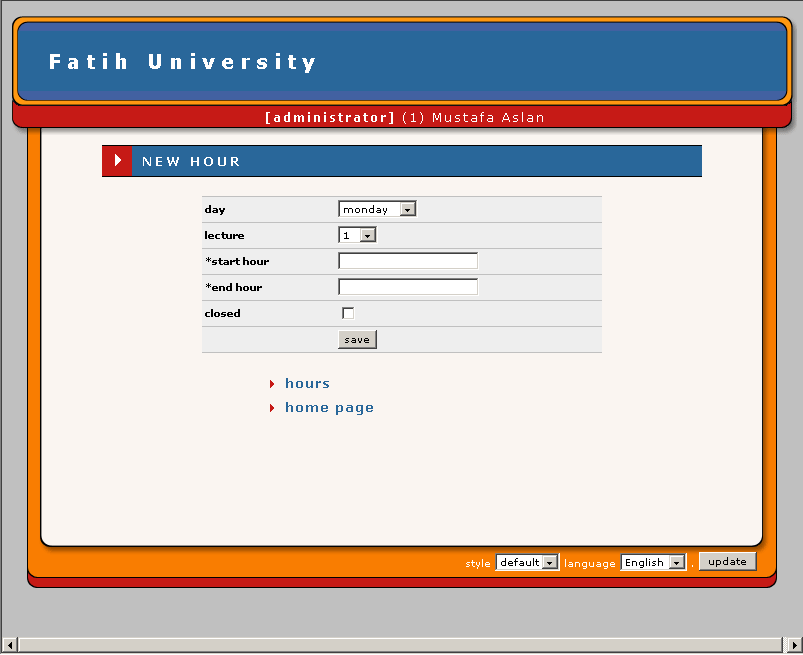 Fatih University
[administrator] (1) Mustafa Aslan
NEW HOUR
day monday
lecture 1
*start hour
*end hour
closed
save
hours
home page
style default language English . update